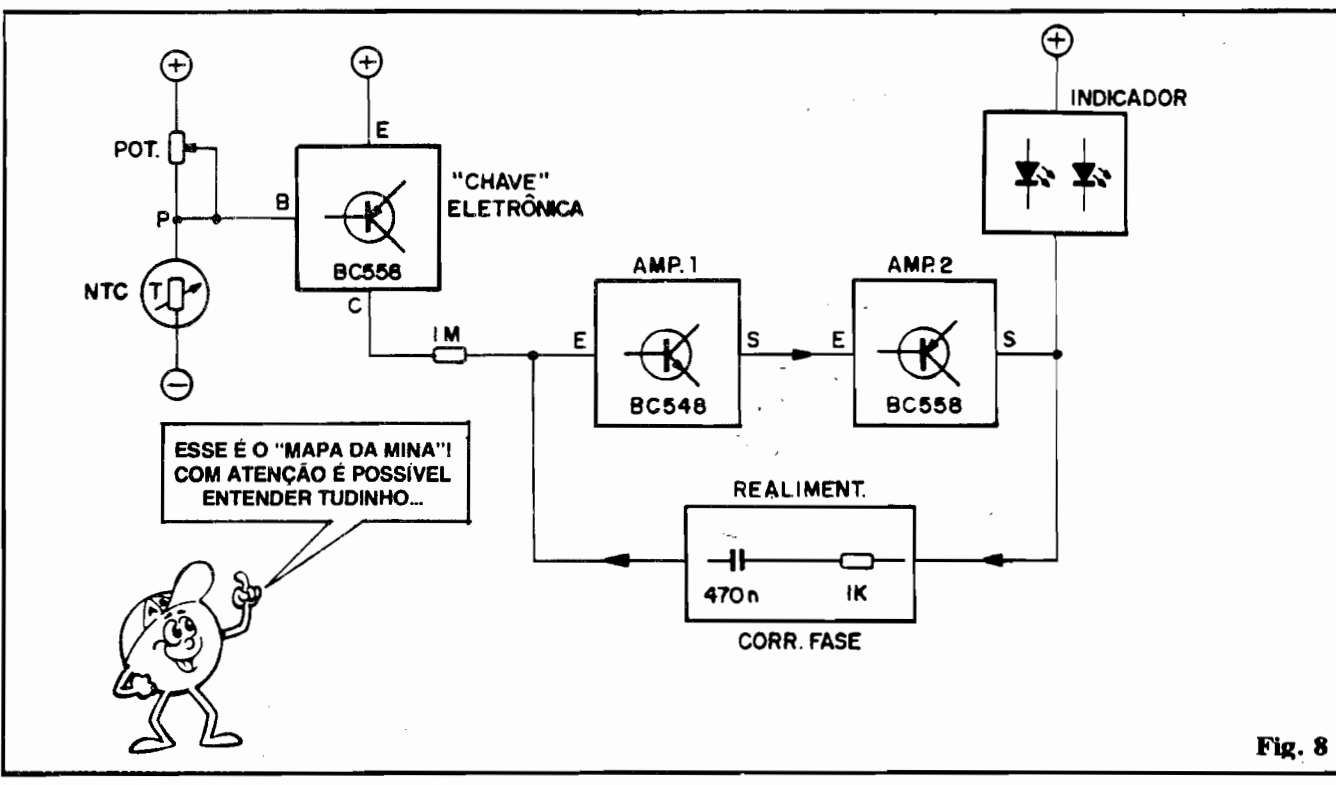 +
+
+
INDICADOR
E
POT.
"CHAVE"
ELETRÔNICA
B
P
BC558
AMP. 1
AMP. 2
NTC
T
C
1M
E
S
E
S
BC548
BC558
−
ESSE É O "MAPA DA MINA"!
COM ATENÇÃO É POSSÍVEL
ENTENDER TUDINHO...
REALIMENT.
470n
1K
CORR. FASE
Fig. 8